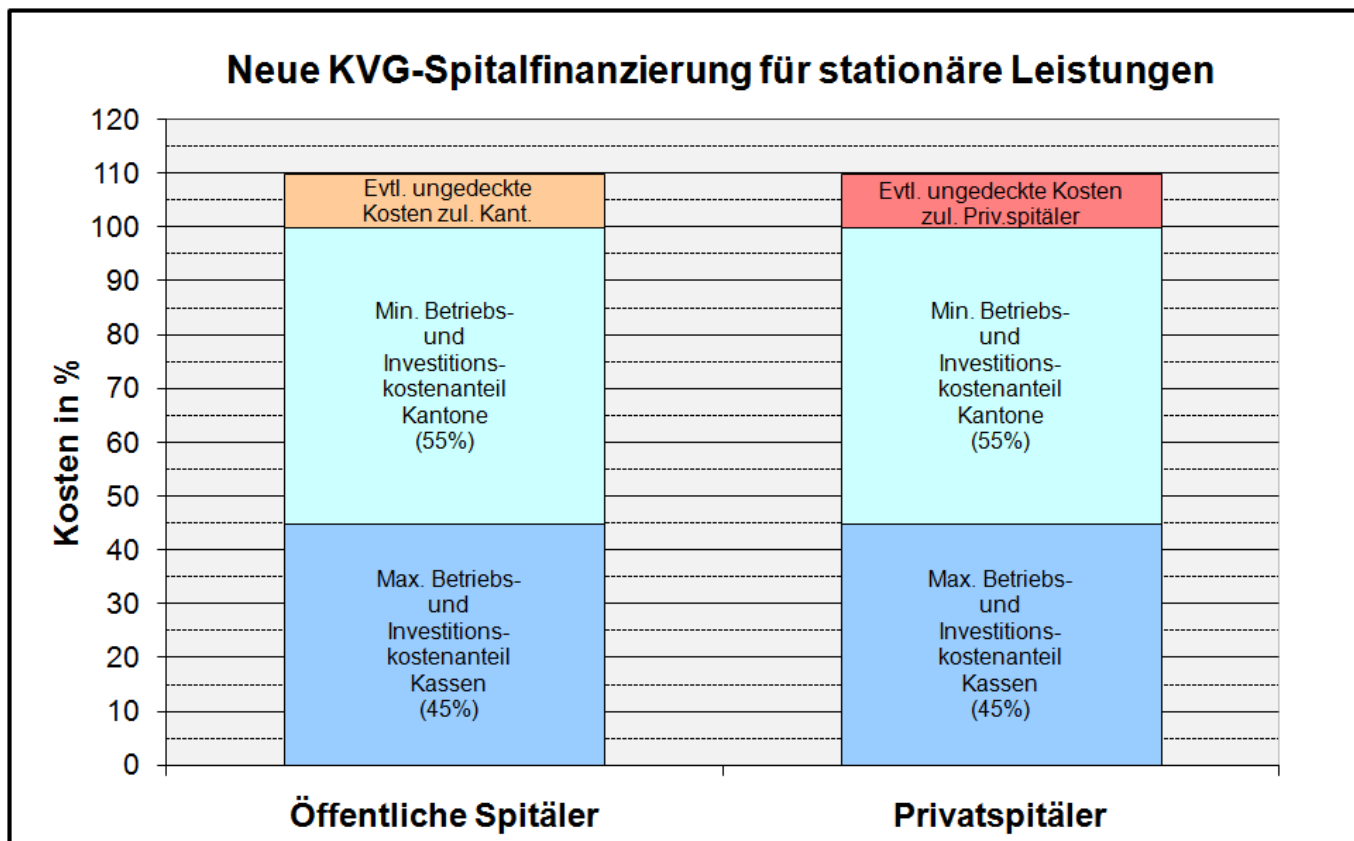 Neue KVG-Spitalfinanzierung für stationäre Leistungen
Kosten in %
120
110
100
90
80
70
60
50
40
30
20
10
0
Evtl. ungedeckte
Kosten zul. Kant.
Min. Betriebs-
und
Investitions-
kostenanteil
Kantone
(55%)
Max. Betriebs-
und
Investitions-
kostenanteil
Kassen
(45%)
Evtl. ungedeckte Kosten
zul. Priv.spitäler
Min. Betriebs-
und
Investitions-
kostenanteil
Kantone
(55%)
Max. Betriebs-
und
Investitions-
kostenanteil
Kassen
(45%)
Öffentliche Spitäler
Privatspitäler